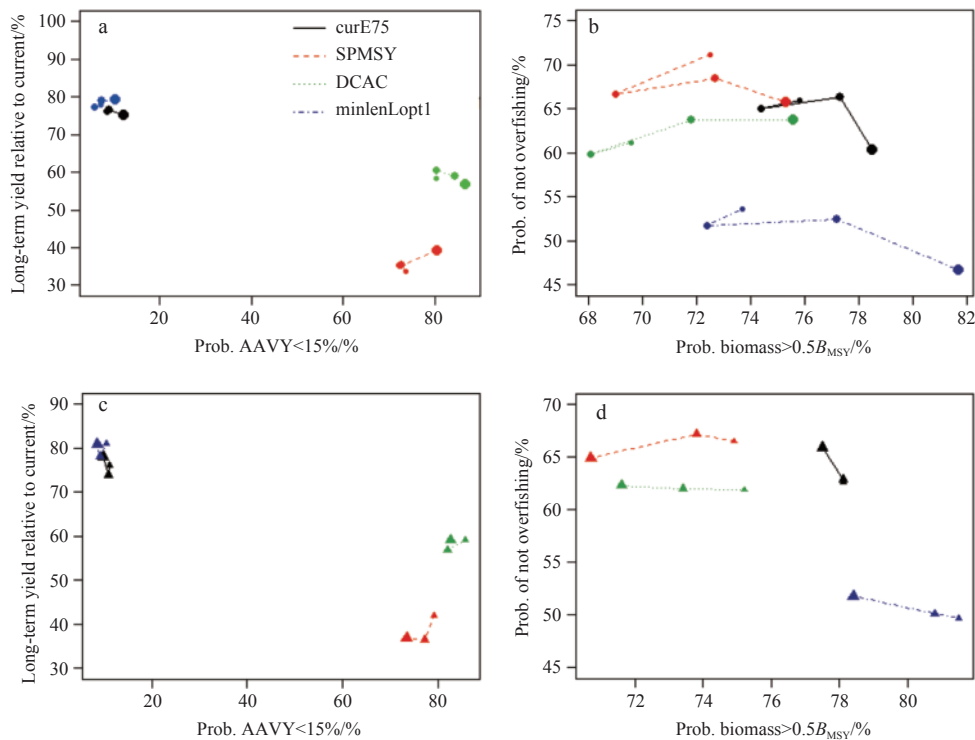 a
curE75
SPMSY
DCAC
minlenLopt1
100
90
80
70
60
50
40
30
20 40 60 80
Long-term yield relative to current/%
Prob. AAVY<15%/%
b
75
70
65
60
55
50
45
68 70 72 74 76 78 80 82
Prob. of not overfishing/%
Prob. biomass>0.5BMSY/%
c
90
80
70
60
50
40
30
20 40 60 80
Long-term yield relative to current/%
Prob. AAVY<15%/%
d
70
65
60
55
50
45
72 74 76 78 80
Prob. of not overfishing/%
Prob. biomass>0.5BMSY/%